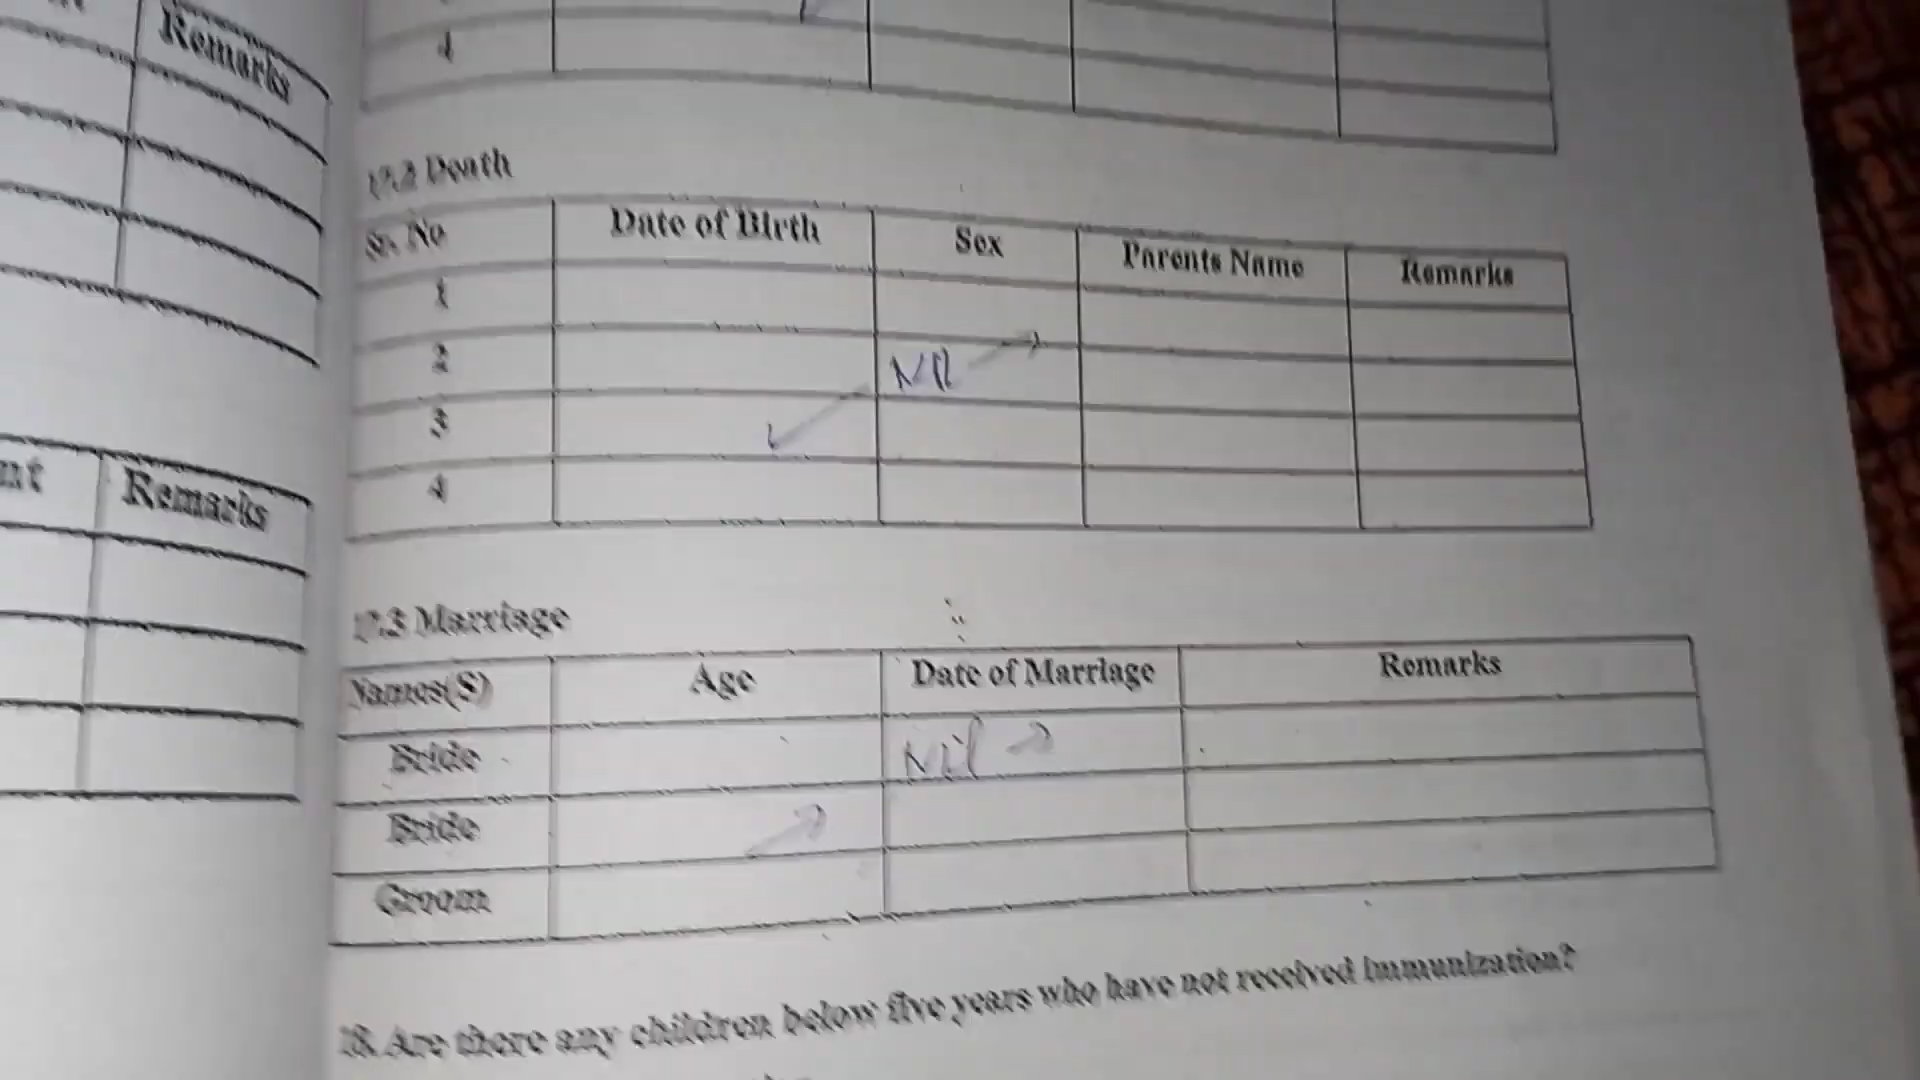 Remarks
nt Remarks
4
17.2 Death
Sr. No Date of Birth Sex Parents Name Remarks
1
2 Nil
3
4
17.3 Marriage
Names(S) Age Date of Marriage Remarks
Bride Nil
Bride
Groom
18. Are there any children below five years who have not received immunization?